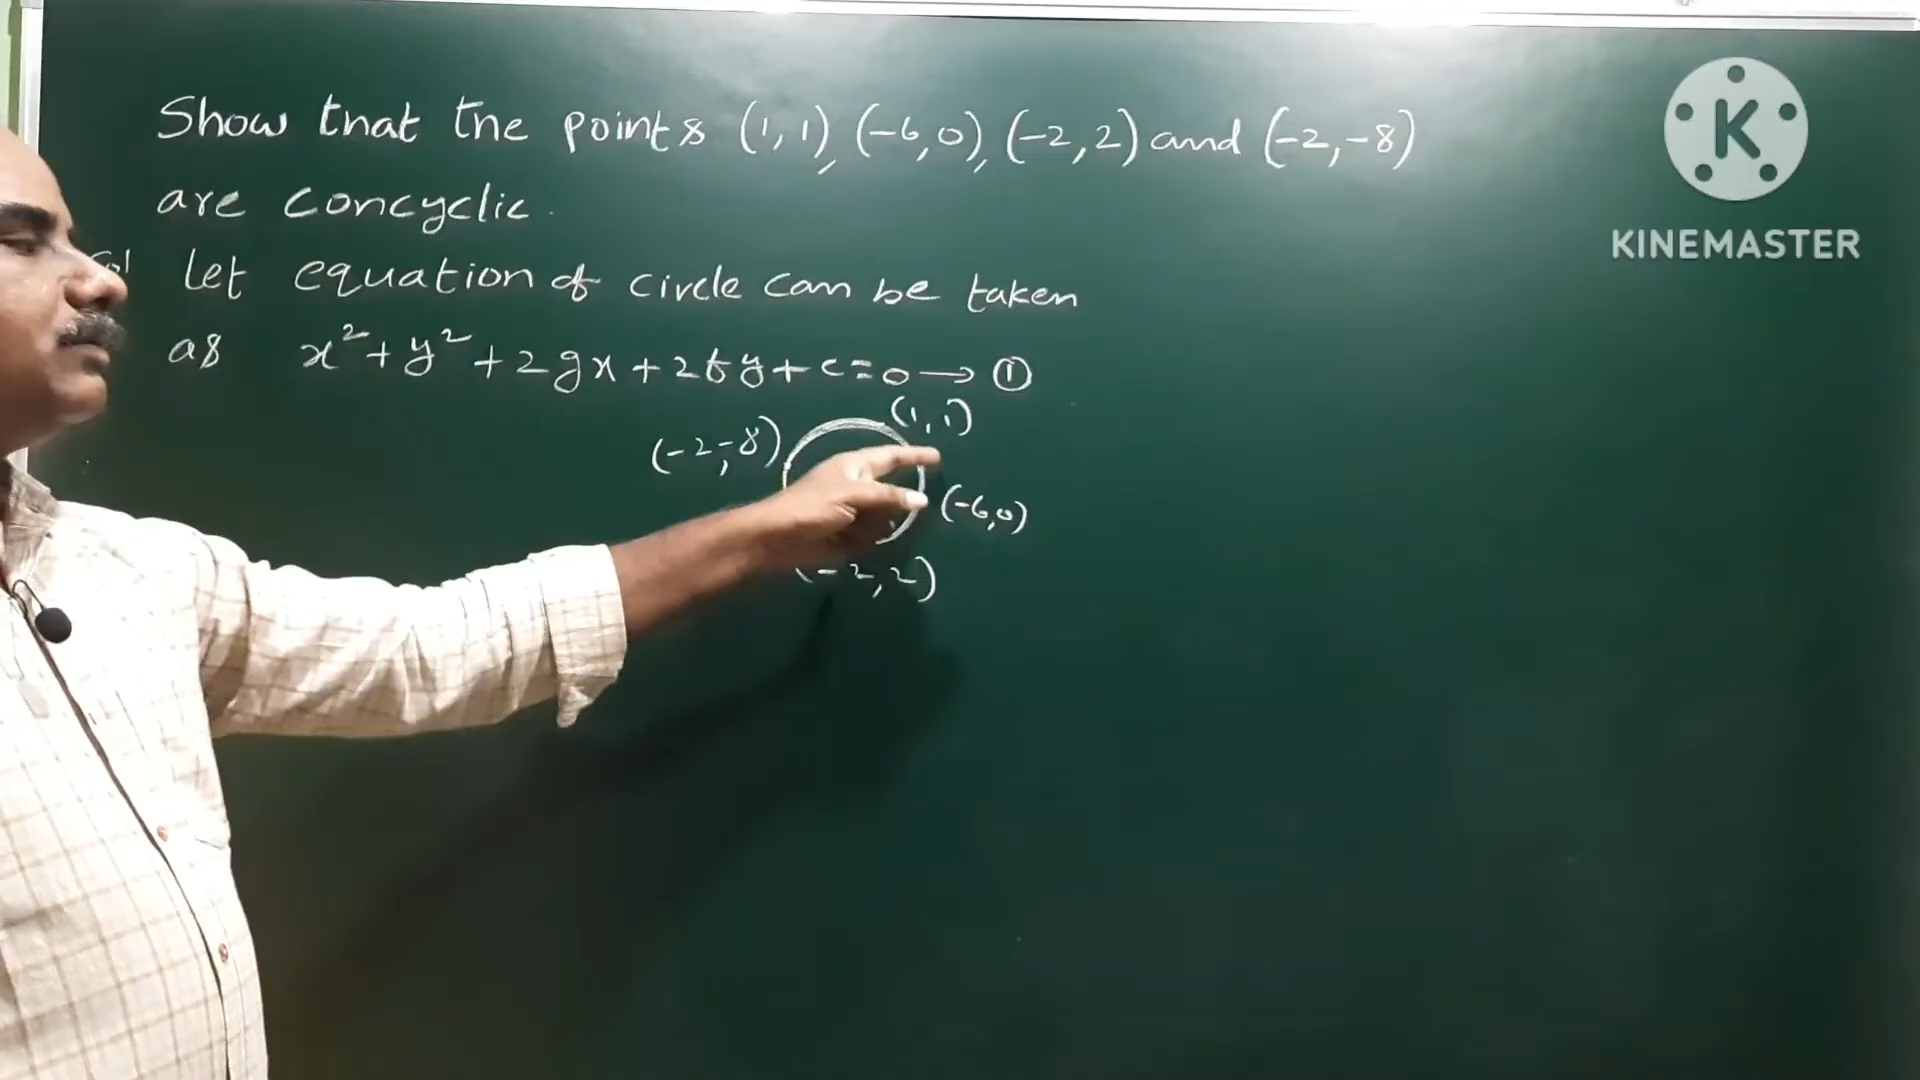 Show that the points (1,1), (-6,0), (-2,2) and (-2,-8)
are concyclic.
Sol Let equation of circle can be taken
as x²+y²+2gx+2fy+c=0→①
(1,1)
(-2,-8)
(-6,0)
(-2,2)
K
KINEMASTER